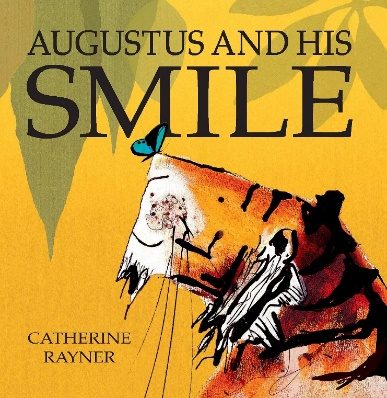 AUGUSTUS AND HIS
SMILE
CATHERINE
RAYNER